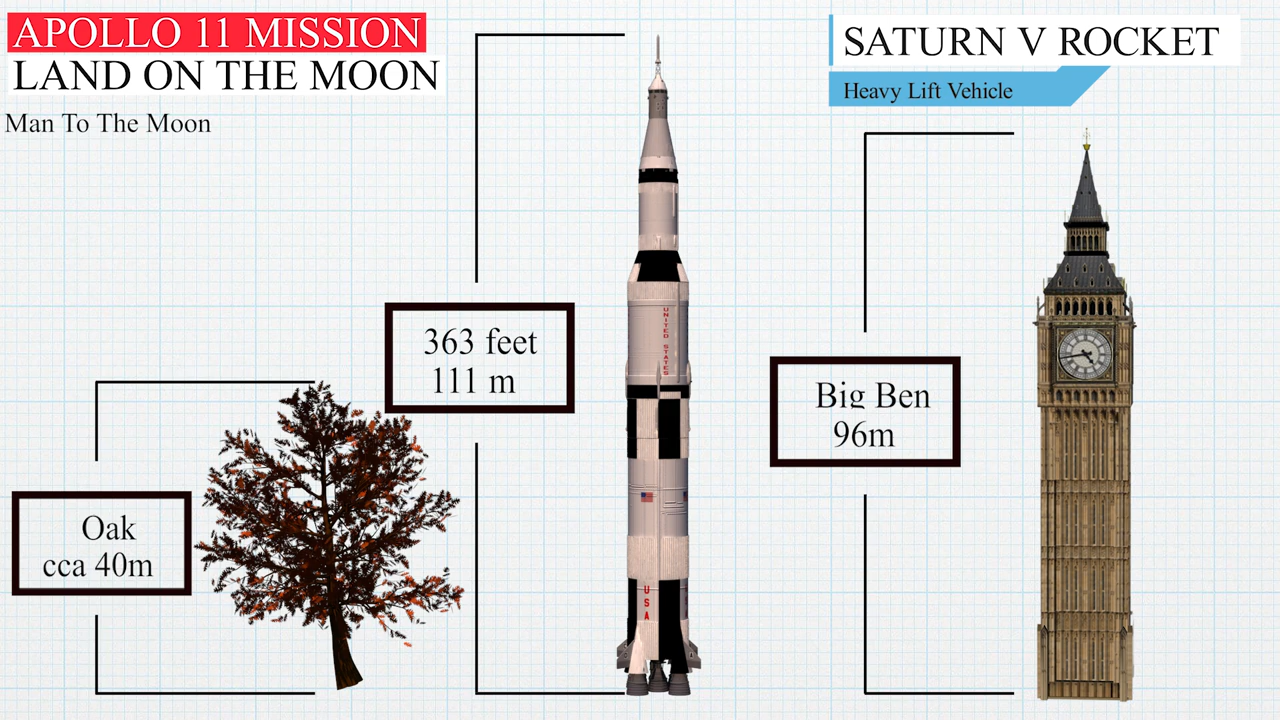 APOLLO 11 MISSION
LAND ON THE MOON
Man To The Moon
SATURN V ROCKET
Heavy Lift Vehicle
363 feet
111 m
Big Ben
96m
Oak
cca 40m
UNITED STATES
USA